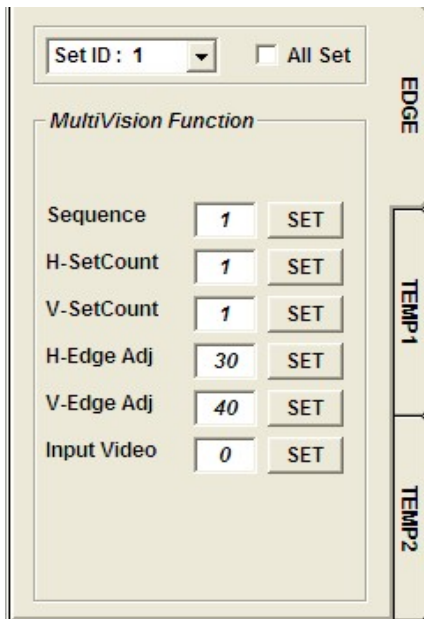 Set ID : 1
All Set
MultiVision Function
Sequence 1 SET
H-SetCount 1 SET
V-SetCount 1 SET
H-Edge Adj 30 SET
V-Edge Adj 40 SET
Input Video 0 SET
EDGE
TEMP1
TEMP2